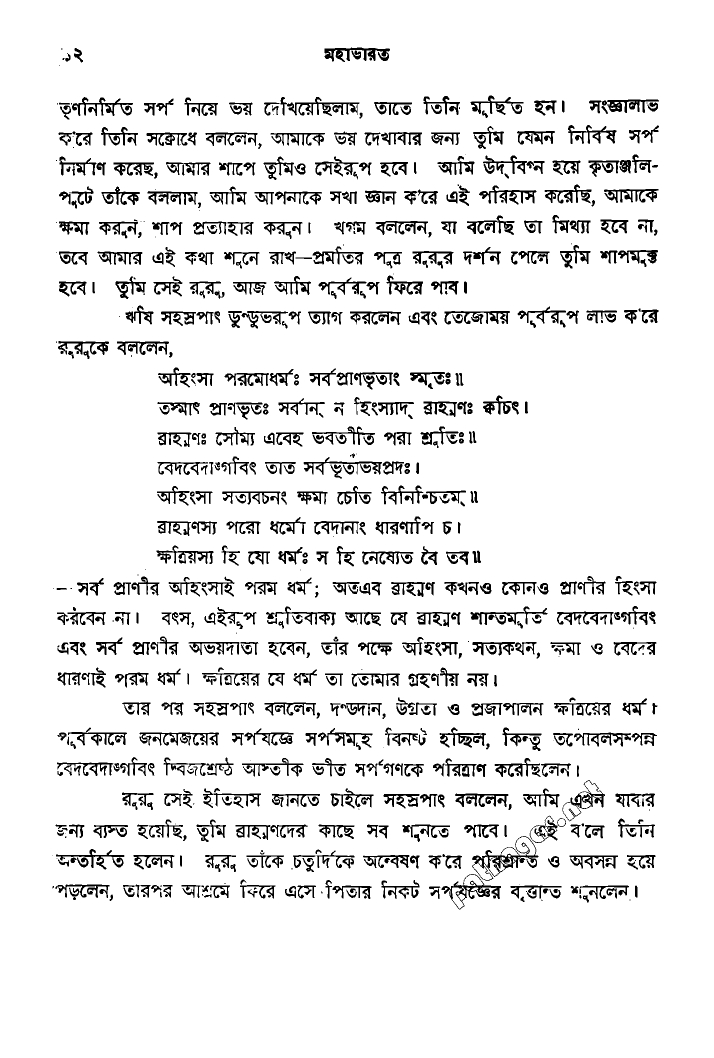 ১২ মহাভারত
তৃণনির্মিত সর্প নিয়ে ভয় দেখিয়েছিলাম, তাতে তিনি মূর্ছিত হন। সংজ্ঞালাভ
ক'রে তিনি সক্রোধে বললেন, আমাকে ভয় দেখাবার জন্য তুমি যেমন নির্বিষ সর্প
নির্মাণ করেছ, আমার শাপে তুমিও সেইরূপ হবে। আমি উদ্‌বিগ্ন হয়ে কৃতাঞ্জলি-
পুটে তাঁকে বললাম, আমি আপনাকে সখা জ্ঞান ক'রে এই পরিহাস করেছি, আমাকে
ক্ষমা করুন, শাপ প্রত্যাহার করুন। খগম বললেন, যা বলেছি তা মিথ্যা হবে না,
তবে আমার এই কথা শুনে রাখ—প্রমতির পুত্র রুরুর দর্শন পেলে তুমি শাপমুক্ত
হবে। তুমি সেই রুরু, আজ আমি পূর্বরূপ ফিরে পাব।
ঋষি সহস্রপাৎ ডুণ্ডুভরূপ ত্যাগ করলেন এবং তেজোময় পূর্বরূপ লাভ ক'রে
রুরুকে বললেন,
অহিংসা পরমোধর্মঃ সর্বপ্রাণভৃতাং স্মৃতঃ॥
তস্মাৎ প্রাণভৃতঃ সর্বান্ ন হিংস্যাদ্ ব্রাহ্মণঃ ক্বচিৎ।
ব্রাহ্মণঃ সৌম্য এবেহ ভবতীতি পরা শ্রুতিঃ॥
বেদবেদাঙ্গবিৎ তাত সর্বভূতাভয়প্রদঃ।
অহিংসা সত্যবচনং ক্ষমা চেতি বিনিশ্চিতম্॥
ব্রাহ্মণস্য পরো ধর্মো বেদানাং ধারণাপি চ।
ক্ষত্রিয়স্য হি যো ধর্মঃ স হি নেষ্যেত বৈ তব॥
— সর্ব প্রাণীর অহিংসাই পরম ধর্ম; অতএব ব্রাহ্মণ কখনও কোনও প্রাণীর হিংসা
করবেন না। বৎস, এইরূপ শ্রুতিবাক্য আছে যে ব্রাহ্মণ শান্তমূর্তি বেদবেদাঙ্গবিৎ
এবং সর্ব প্রাণীর অভয়দাতা হবেন, তাঁর পক্ষে অহিংসা, সত্যকথন, ক্ষমা ও বেদের
ধারণাই পরম ধর্ম। ক্ষত্রিয়ের যে ধর্ম তা তোমার গ্রহণীয় নয়।
তার পর সহস্রপাৎ বললেন, দণ্ডদান, উগ্রতা ও প্রজাপালন ক্ষত্রিয়ের ধর্ম।
পূর্বকালে জনমেজয়ের সর্পযজ্ঞে সর্পসমূহ বিনষ্ট হচ্ছিল, কিন্তু তপোবলসম্পন্ন
বেদবেদাঙ্গবিৎ দ্বিজশ্রেষ্ঠ আস্তীক ভীত সর্পগণকে পরিত্রাণ করেছিলেন।
রুরু সেই ইতিহাস জানতে চাইলে সহস্রপাৎ বললেন, আমি এখন যাবার
জন্য ব্যস্ত হয়েছি, তুমি ব্রাহ্মণদের কাছে সব শুনতে পাবে। এই ব'লে তিনি
অন্তর্হিত হলেন। রুরু তাঁকে চতুর্দিকে অন্বেষণ ক'রে পরিশ্রান্ত ও অবসন্ন হয়ে
পড়লেন, তারপর আশ্রমে ফিরে এসে পিতার নিকট সর্পযজ্ঞের বৃত্তান্ত শুনলেন।